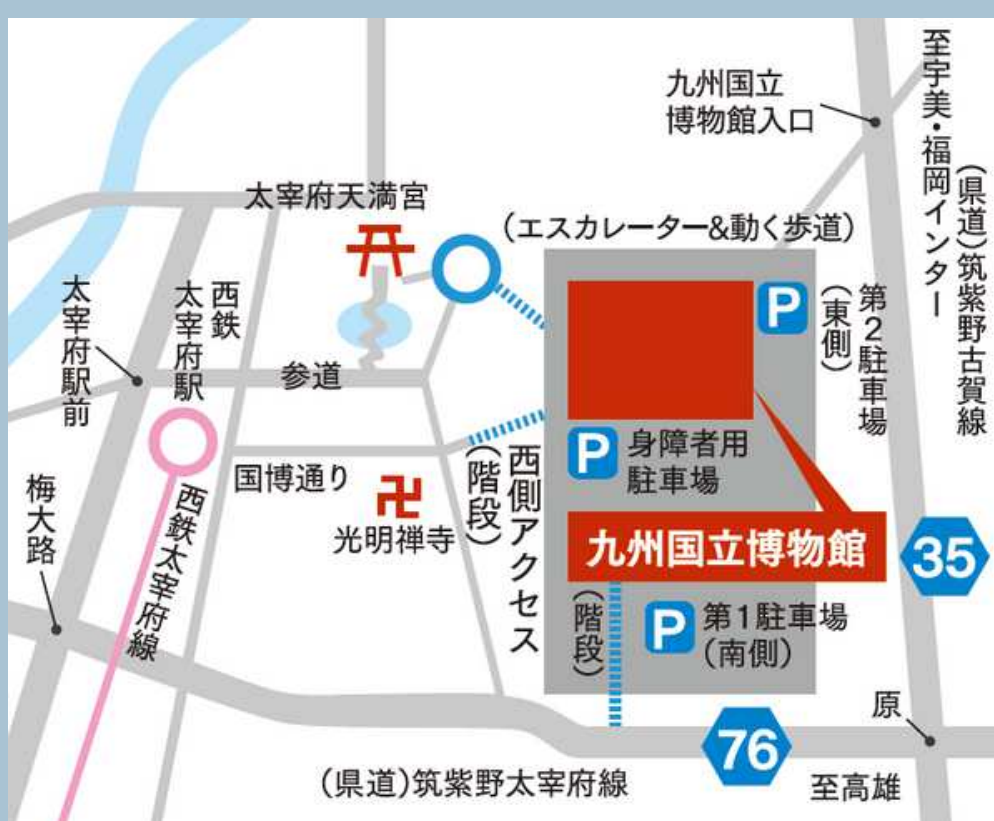 九州国立
博物館入口
至宇美・福岡インター
(県道)筑紫野古賀線
太宰府天満宮
(エスカレーター&動く歩道)
P
第2駐車場
(東側)
西鉄
太宰府駅
太宰府駅前
参道
国博通り
光明禅寺
西側アクセス
(階段)
P
身障者用
駐車場
九州国立博物館
35
梅大路
西鉄太宰府線
(階段)
P
第1駐車場
(南側)
原
76
(県道)筑紫野太宰府線
至高雄